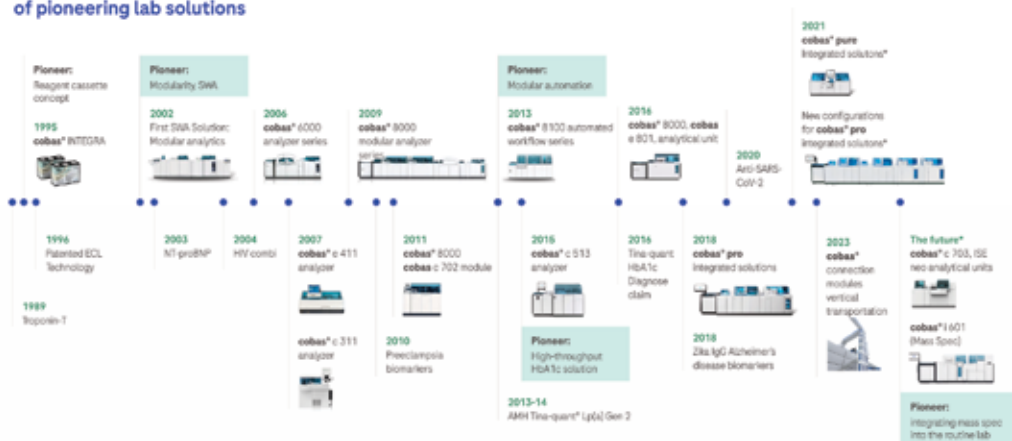 of pioneering lab solutions
Pioneer:
Reagent cassette
concept
1995
cobas® INTEGRA
Pioneer:
Modularity, SWA
2002
First SWA Solution:
Modular analytics
2006
cobas® 6000
analyzer series
2009
cobas® 8000
modular analyzer
series
Pioneer:
Modular automation
2013
cobas® 8100 automated
workflow series
2016
cobas® 8000, cobas
e 801, analytical unit
2020
Anti-SARS-
CoV-2
2021
cobas® pure
integrated solutions*
New configurations
for cobas® pro
integrated solutions*
1996
Patented ECL
Technology
1989
Troponin-T
2003
NT-proBNP
2004
HIV combi
2007
cobas® e 411
analyzer
cobas® c 311
analyzer
2011
cobas® 8000
cobas c 702 module
2010
Preeclampsia
biomarkers
2015
cobas® c 513
analyzer
Pioneer:
High-throughput
HbA1c solution
2013-14
AMH Tina-quant® Lp(a) Gen 2
2016
Tina-quant
HbA1c
Diagnose
claim
2018
cobas® pro
integrated solutions
2018
Zika IgG Alzheimer's
disease biomarkers
2023
cobas®
connection
modules
vertical
transportation
The future*
cobas® c 703, ISE
neo analytical units
cobas® i 601
(Mass Spec)
Pioneer:
integrating mass spec
into the routine lab